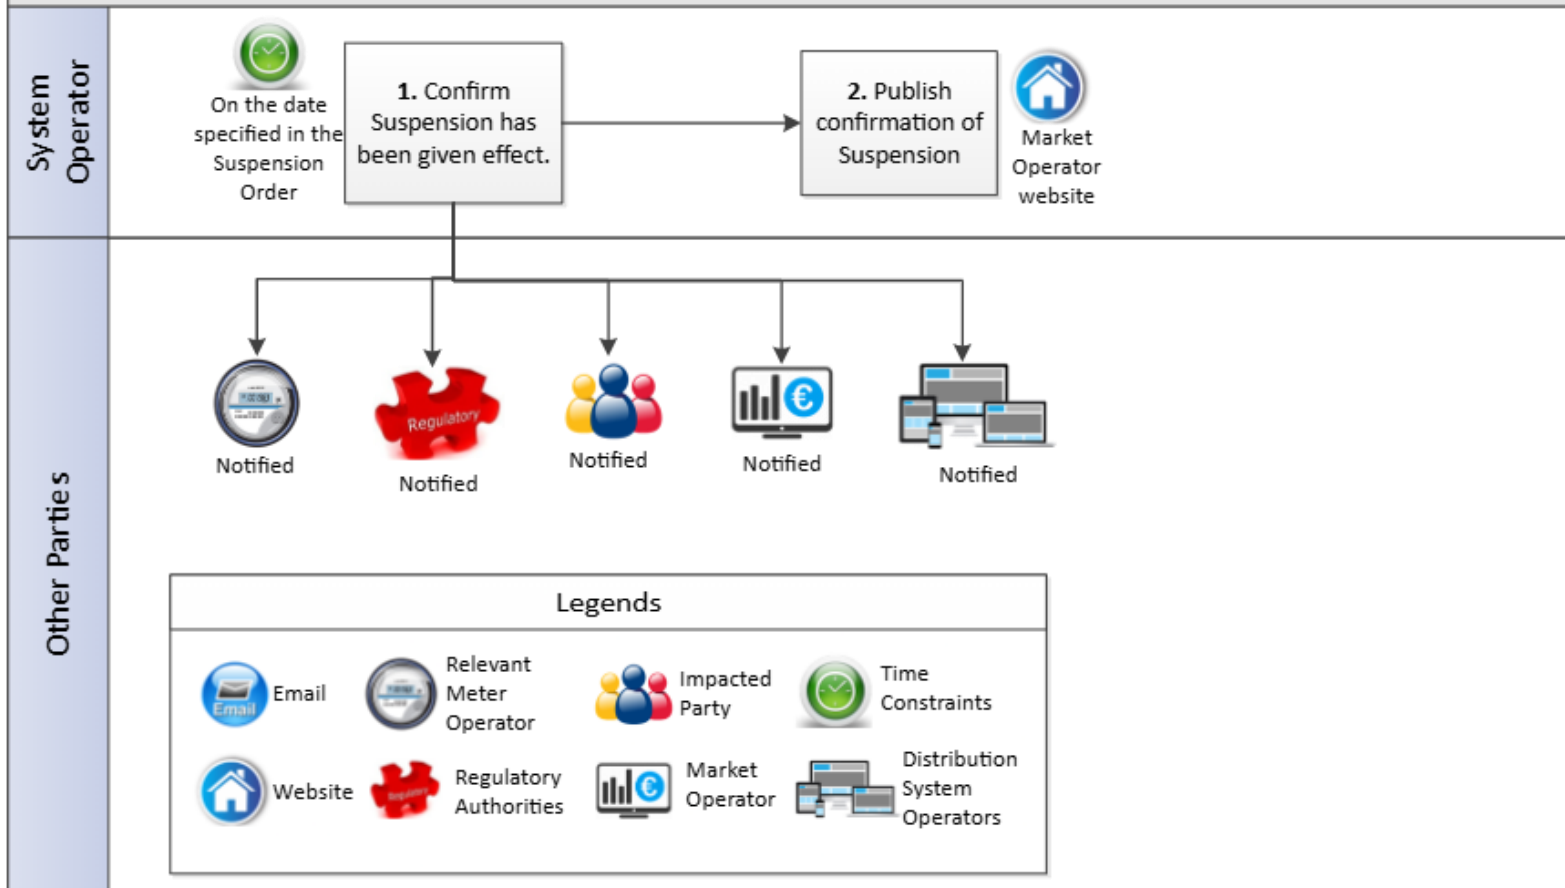 System
Operator
On the date
specified in the
Suspension
Order
1. Confirm
Suspension has
been given effect.
2. Publish
confirmation of
Suspension
Market
Operator
website
Other Parties
Regulatory
Notified
Notified
Notified
Notified
Notified
Legends
Email
Email
Relevant
Meter
Operator
Impacted
Party
Time
Constraints
Website
Regulatory
Regulatory
Authorities
Market
Operator
Distribution
System
Operators